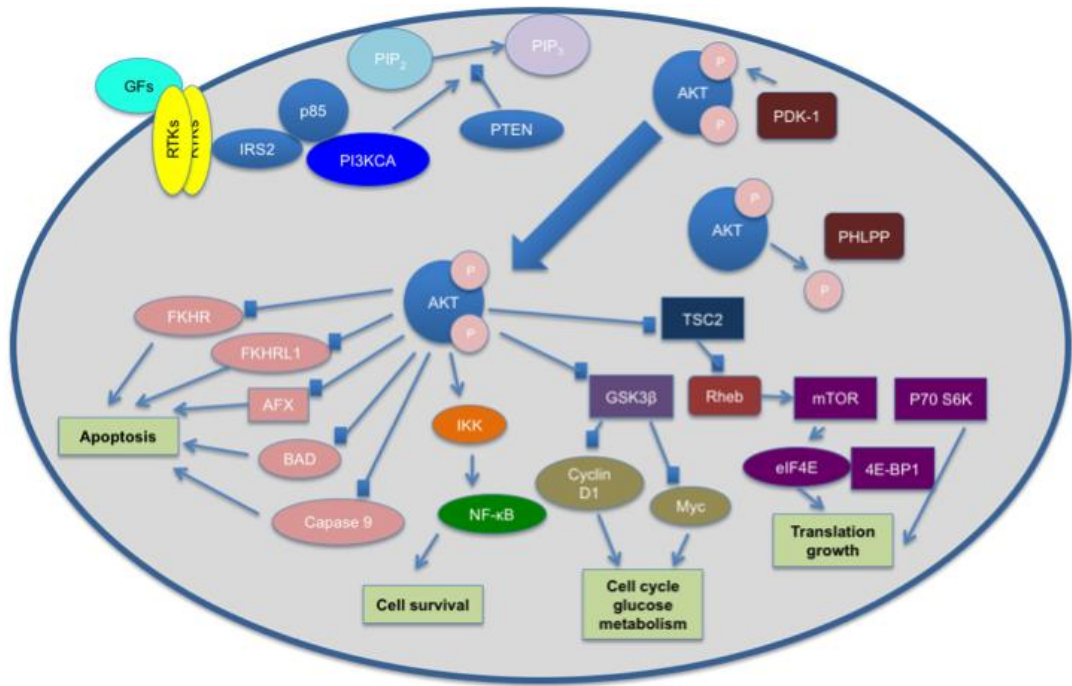 PIP2
PIP3
GFs
RTKs
RTKs
IRS2
p85
PI3KCA
PTEN
AKT
P
P
PDK-1
AKT
P
PHLPP
P
AKT
P
P
FKHR
FKHRL1
AFX
BAD
Capase 9
Apoptosis
IKK
NF-κB
Cell survival
TSC2
GSK3β
Rheb
mTOR
P70 S6K
Cyclin
D1
Myc
eIF4E
4E-BP1
Cell cycle
glucose
metabolism
Translation
growth